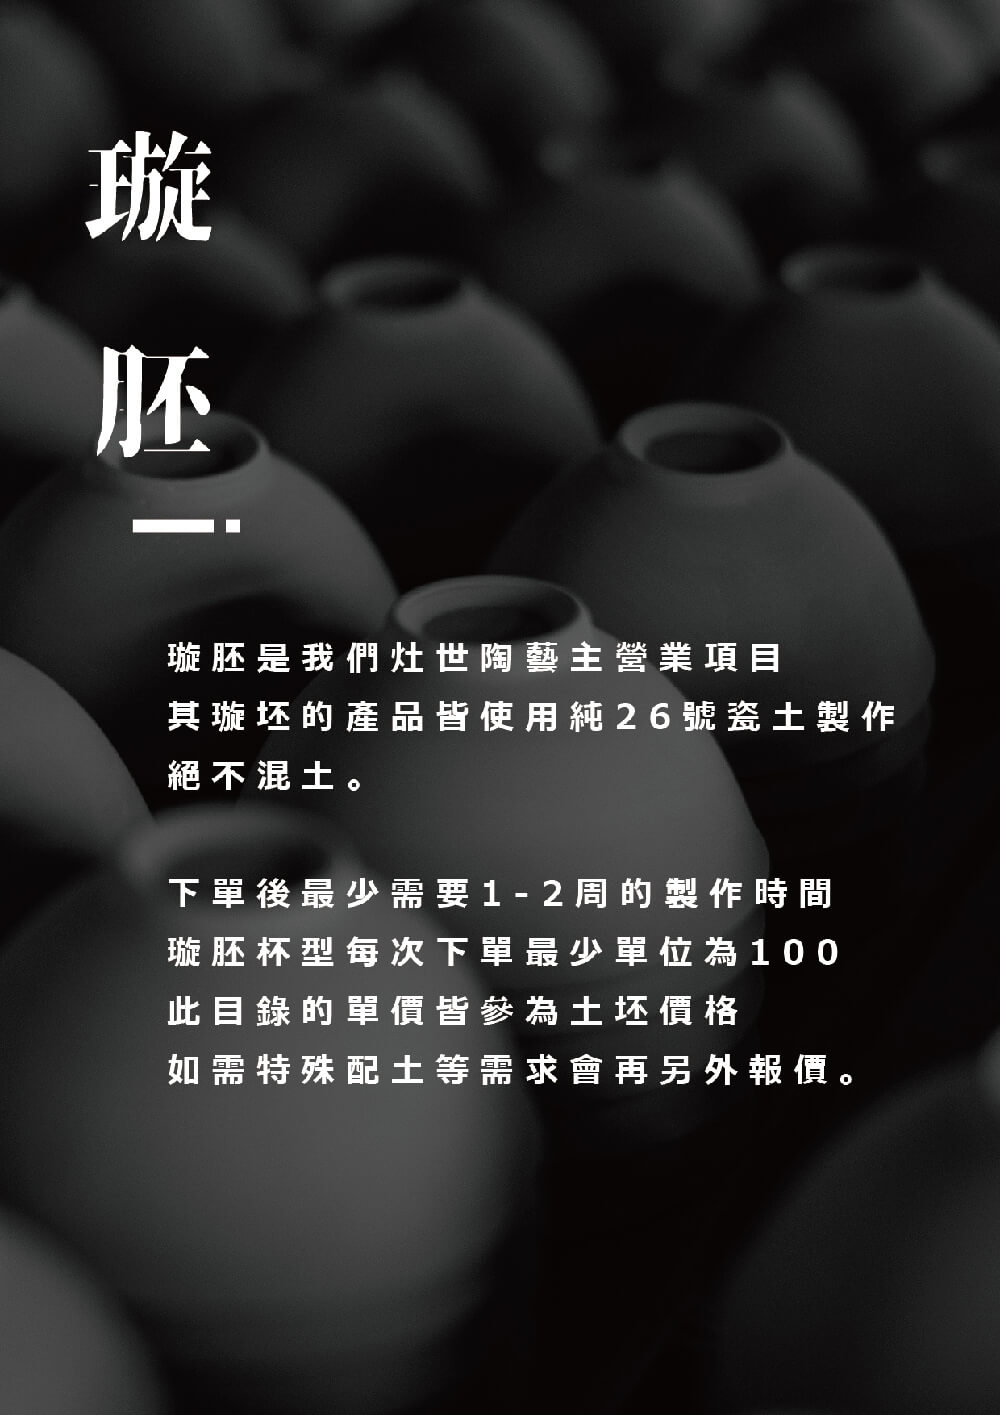 璇胚
璇胚是我們灶世陶藝主營業項目
其璇坯的產品皆使用純26號瓷土製作
絕不混土。
下單後最少需要1-2周的製作時間
璇胚杯型每次下單最少單位為100
此目錄的單價皆參為土坯價格
如需特殊配土等需求會再另外報價。